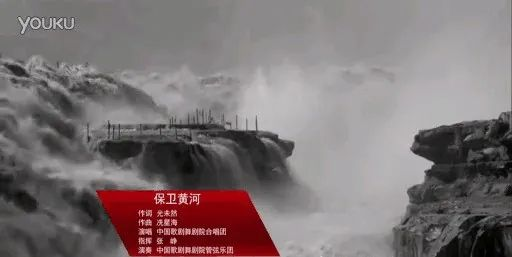 YOUKU
保卫黄河
作词 光未然
作曲 冼星海
演唱 中国歌剧舞剧院合唱团
指挥 张 峥
演奏 中国歌剧舞剧院管弦乐团